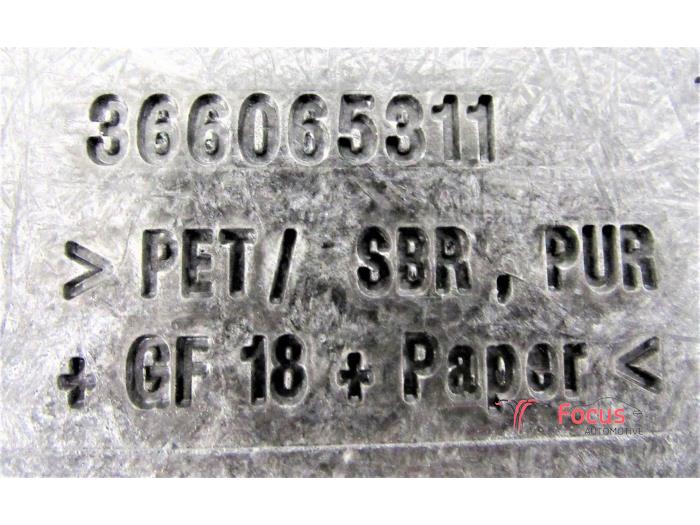 366065311
> PET / SBR, PUR
+ GF 18 + Paper <
Focus
AUTOMOTIVE